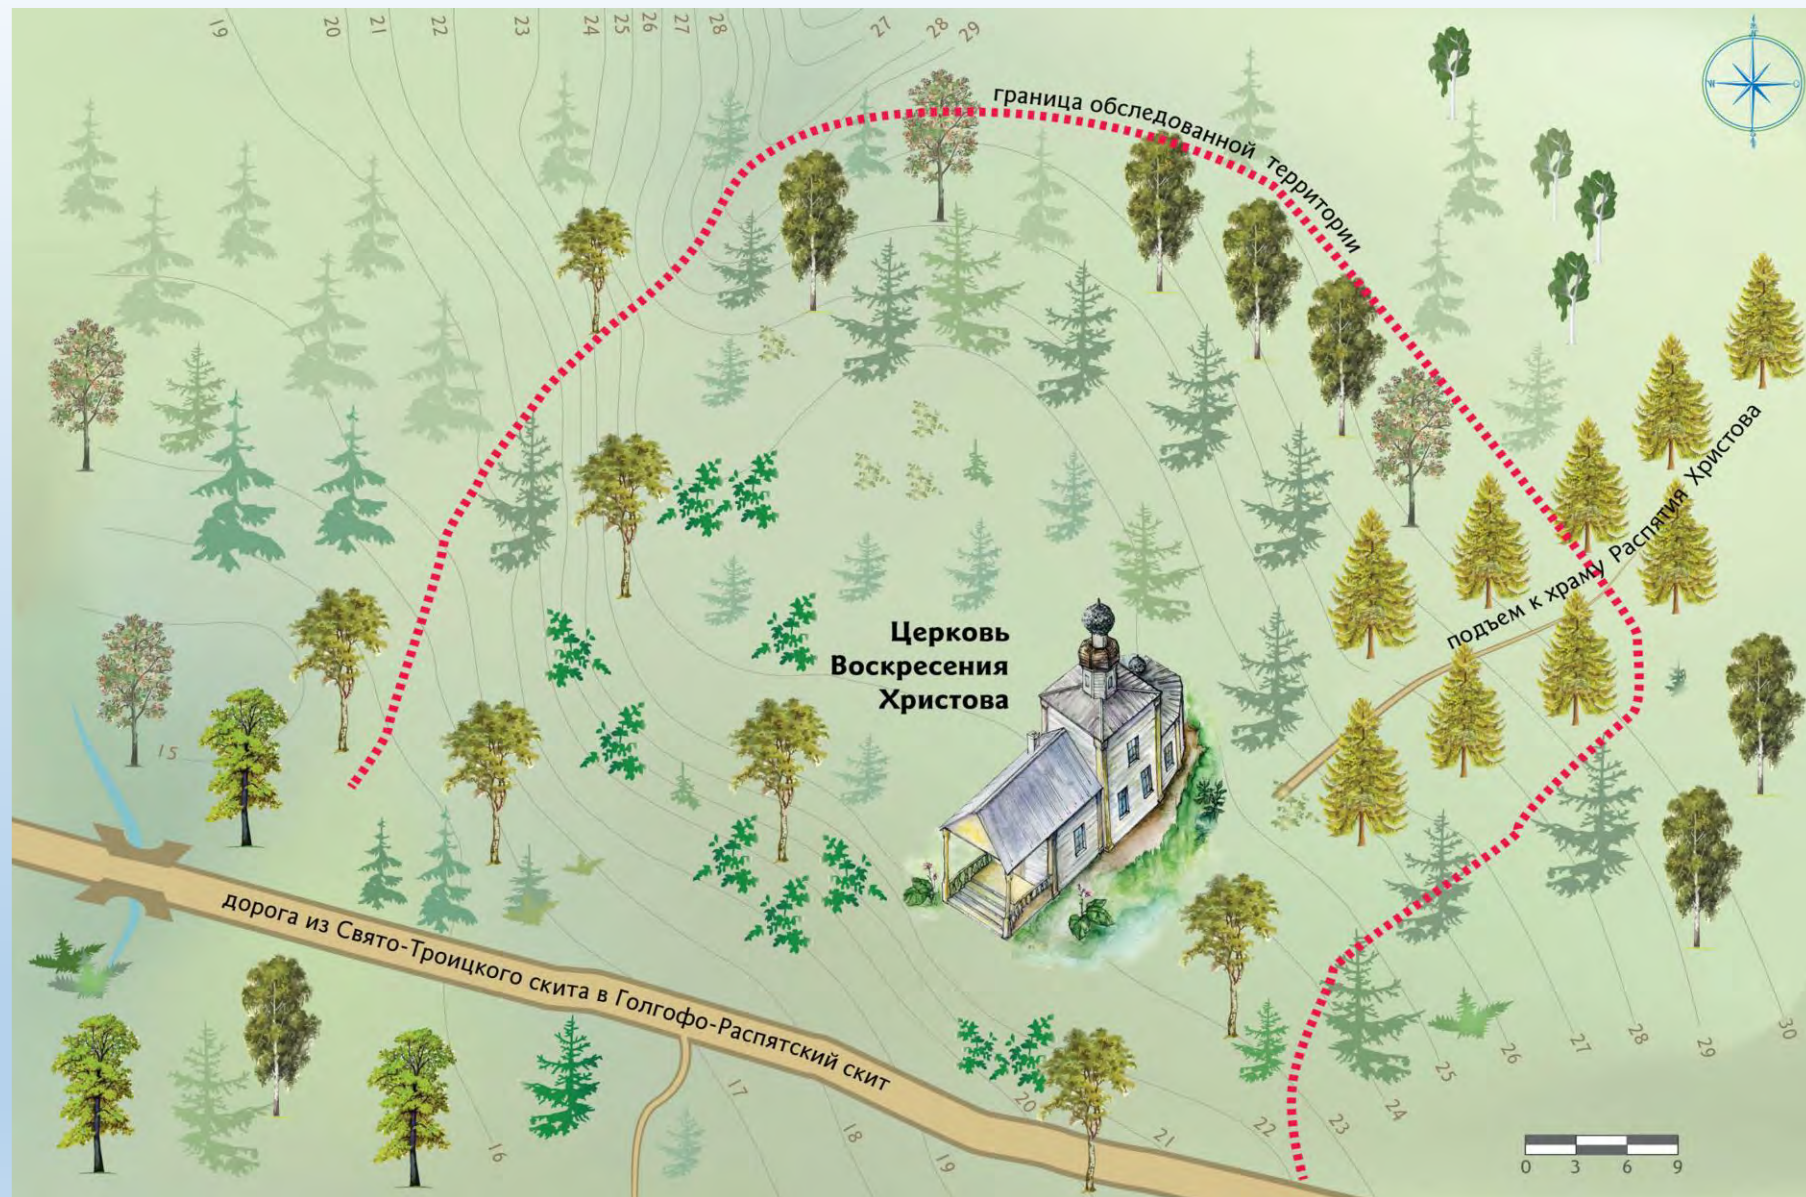 19 20 21 22 23 24 25 26 27 28 27 28 29
граница обследованной территории
подъем к храму Распятия Христова
Церковь
Воскресения
Христова
15
дорога из Свято-Троицкого скита в Голгофо-Распятский скит
16 17 18 19 20 21 22 23 24 25 26 27 28 29 30
0 3 6 9